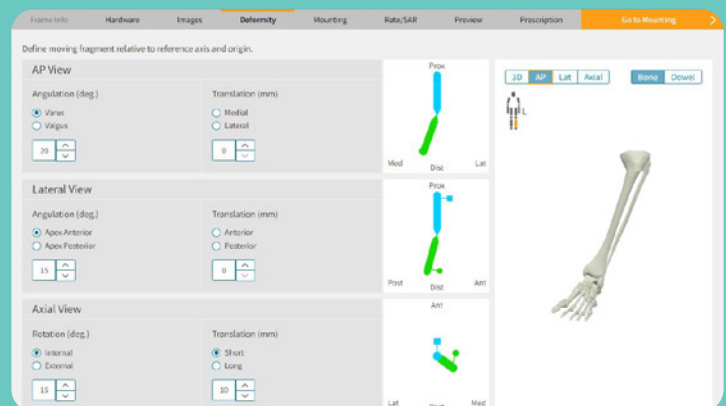 Frame Info Hardware Images Deformity Mounting Rate/SAR Preview Prescription Go to Mounting
Define moving fragment relative to reference axis and origin.
AP View
Angulation (deg.) Translation (mm)
Varus Medial
Valgus Lateral
20 0
Prox
Med Dist Lat
3D AP Lat Axial Bone Dowel
L
Lateral View
Angulation (deg.) Translation (mm)
Apex Anterior Anterior
Apex Posterior Posterior
15 0
Prox
Post Dist Ant
Axial View
Rotation (deg.) Translation (mm)
Internal Short
External Long
15 10
Ant
Lat Med